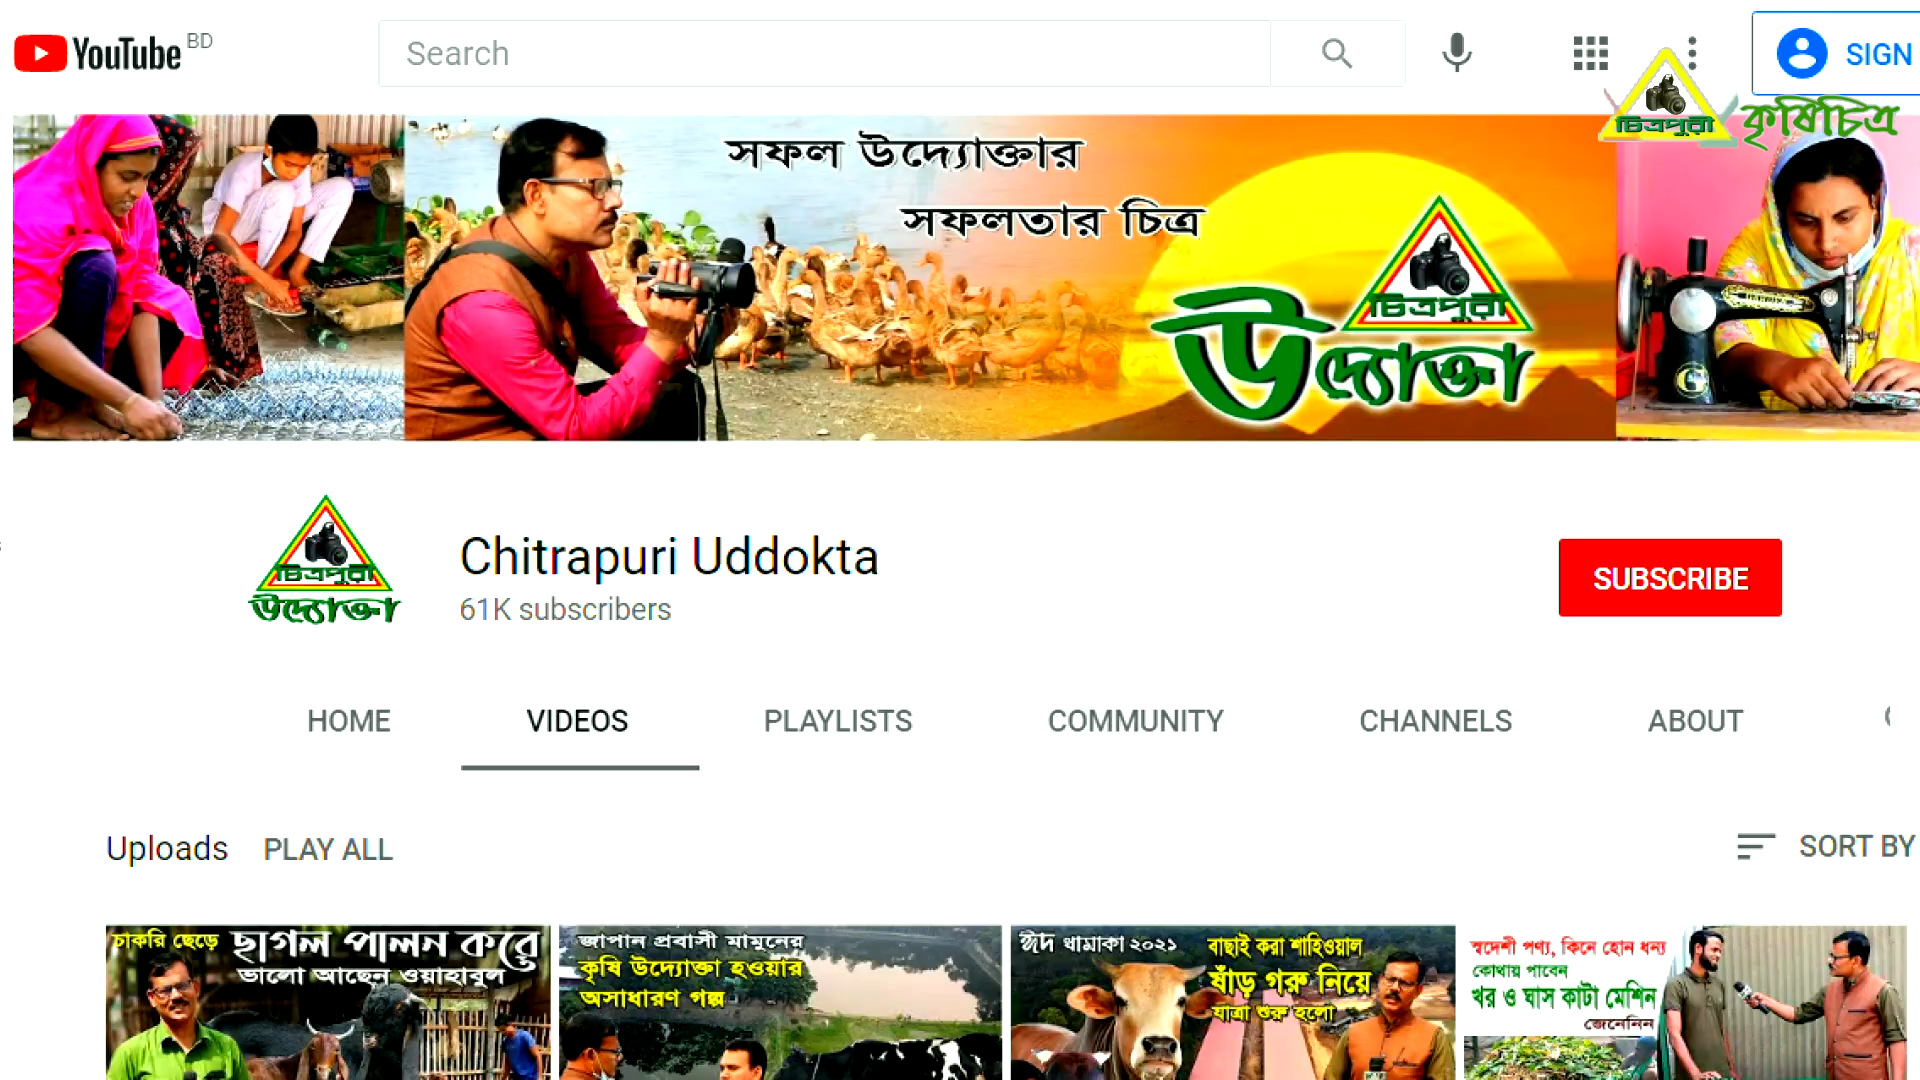 YouTube BD
Search
SIGN
চিত্রপুরী
কৃষিচিত্র
সফল উদ্যোক্তার
সফলতার চিত্র
চিত্রপুরী
উদ্যোক্তা
চিত্রপুরী
উদ্যোক্তা
Chitrapuri Uddokta
61K subscribers
SUBSCRIBE
HOME VIDEOS PLAYLISTS COMMUNITY CHANNELS ABOUT
Uploads PLAY ALL
SORT BY
চাকরি ছেড়ে ছাগল পালন করে
ভালো আছেন ওয়াহাবুল
জাপান প্রবাসী মামুনের
কৃষি উদ্যোক্তা হওয়ার
অসাধারণ গল্প
ঈদ ধামাকা ২০২১
বাছাই করা শাহিওয়াল
ষাঁড় গরু নিয়ে
যাত্রা শুরু হলো
স্বদেশী পণ্য, কিনে হোন ধন্য
কোথায় পাবেন
খর ও ঘাস কাটা মেশিন
জেনেনিন